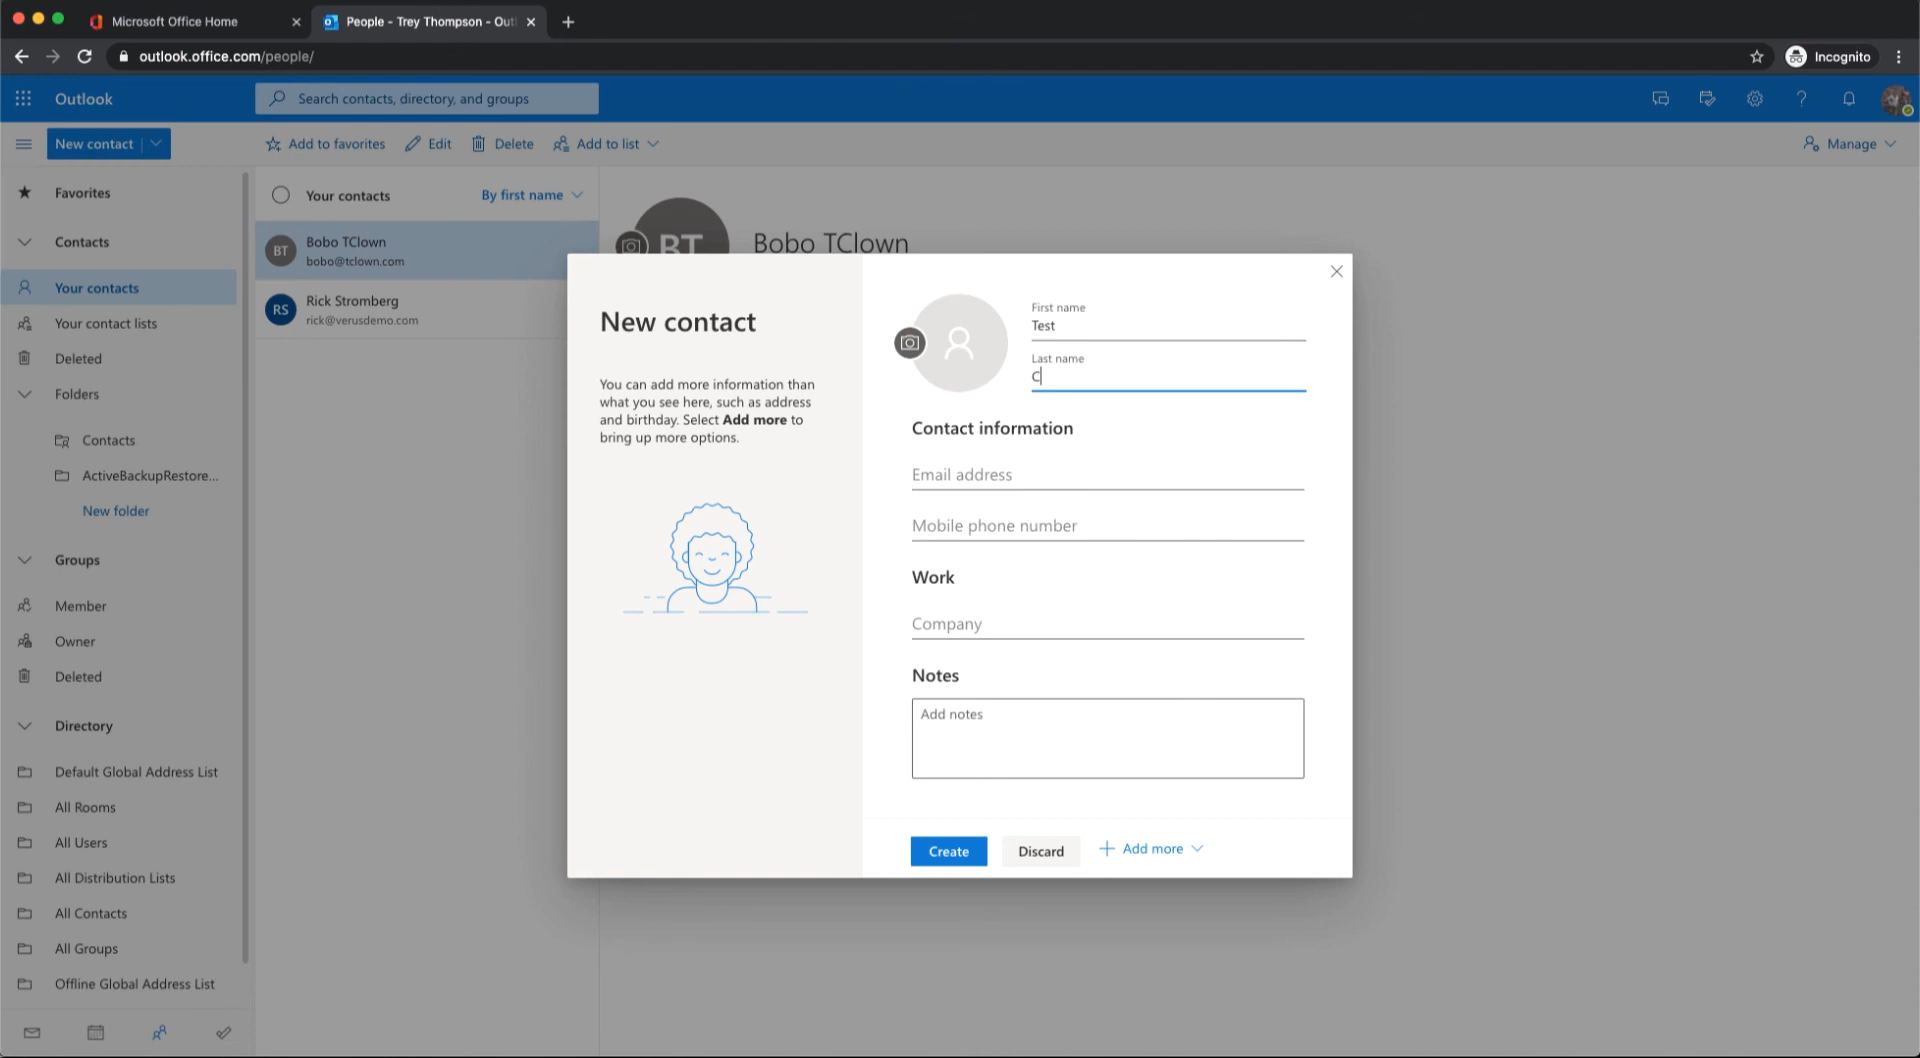 Microsoft Office Home
People - Trey Thompson - Out
outlook.office.com/people/
Incognito
Outlook
Search contacts, directory, and groups
New contact
Add to favorites
Edit
Delete
Add to list
Manage
Favorites
Contacts
Your contacts
Your contact lists
Deleted
Folders
Contacts
ActiveBackupRestore...
New folder
Groups
Member
Owner
Deleted
Directory
Default Global Address List
All Rooms
All Users
All Distribution Lists
All Contacts
All Groups
Offline Global Address List
Your contacts
By first name
BT
Bobo TClown
bobo@tclown.com
RS
Rick Stromberg
rick@verusdemo.com
BT
Bobo TClown
New contact
You can add more information than
what you see here, such as address
and birthday. Select Add more to
bring up more options.
First name
Test
Last name
C
Contact information
Email address
Mobile phone number
Work
Company
Notes
Add notes
Create
Discard
Add more